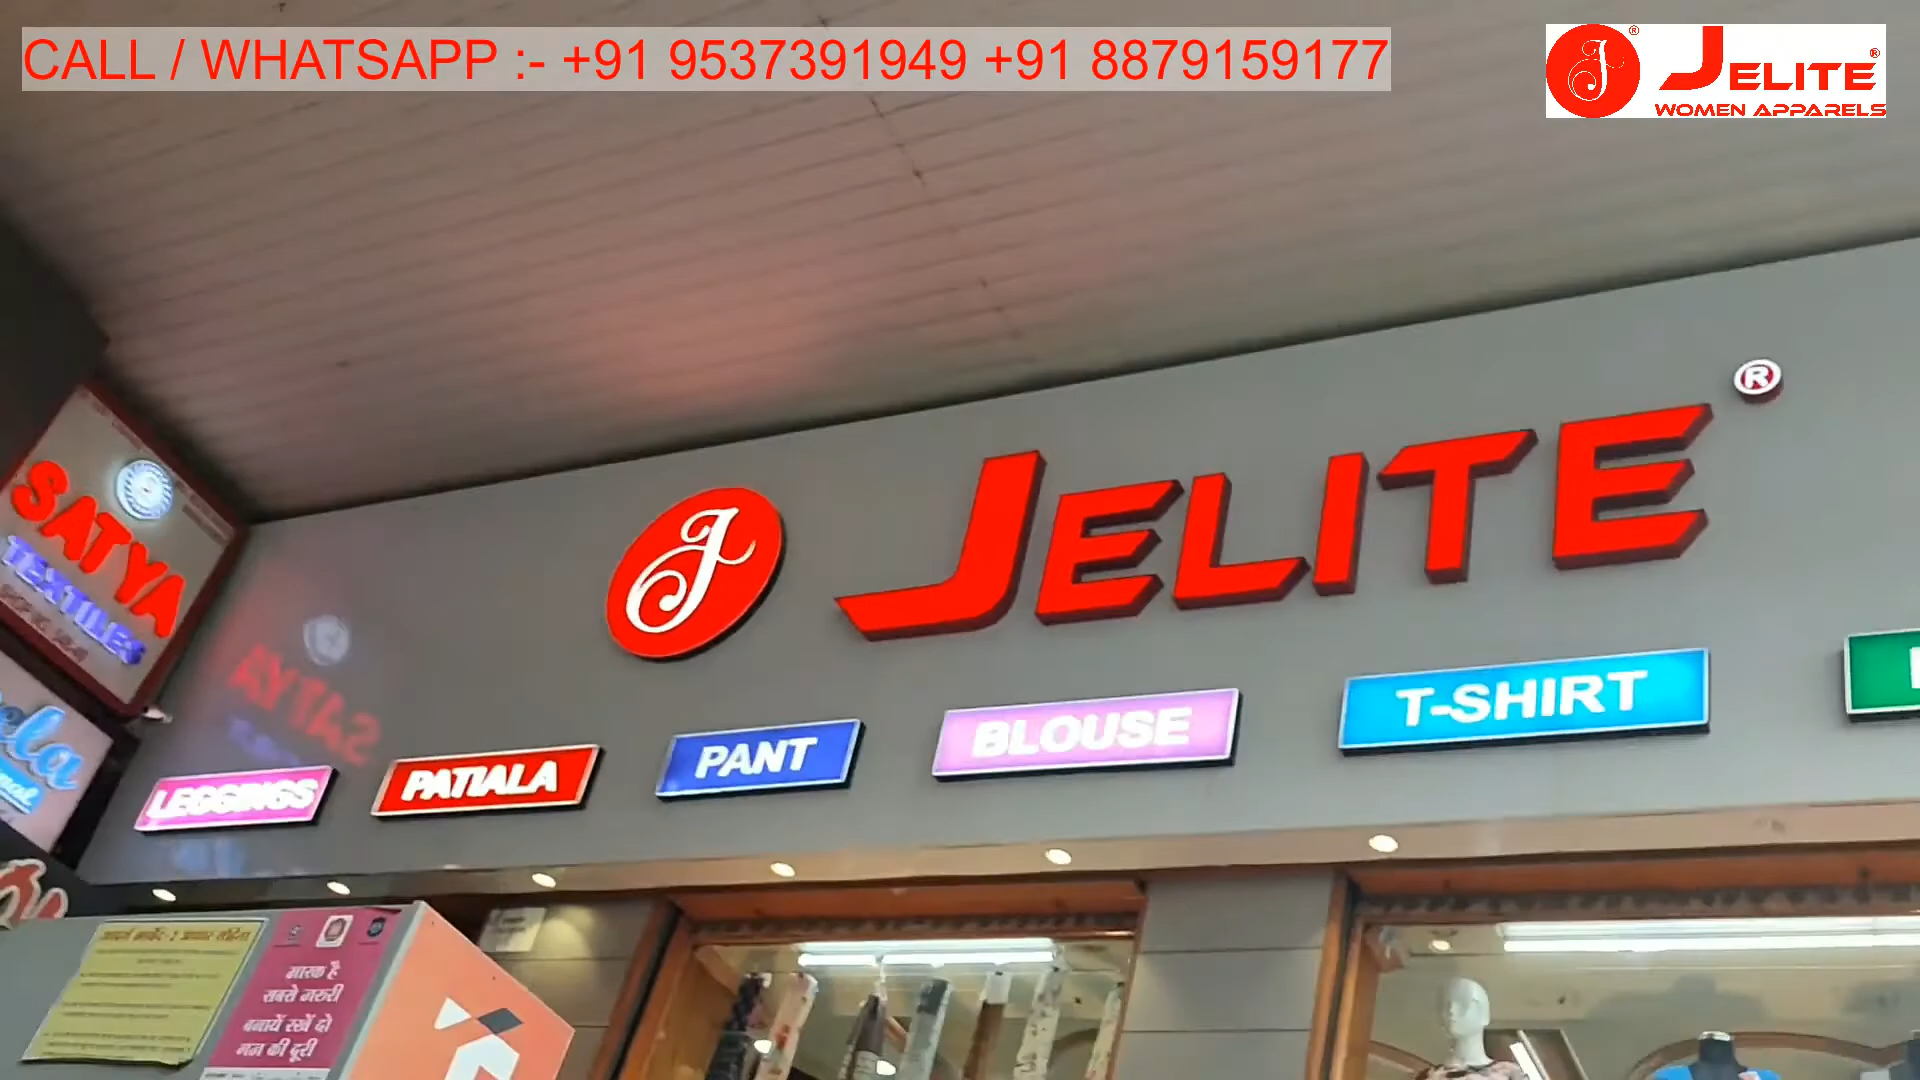 CALL / WHATSAPP :- +91 9537391949 +91 8879159177
JELITE®
WOMEN APPARELS
JELITE®
SATYA
TEXTILES
LEGGINGS
PATIALA
PANT
BLOUSE
T-SHIRT
मास्क है
सबसे जरुरी
बनायें रखें दो
गज की दूरी